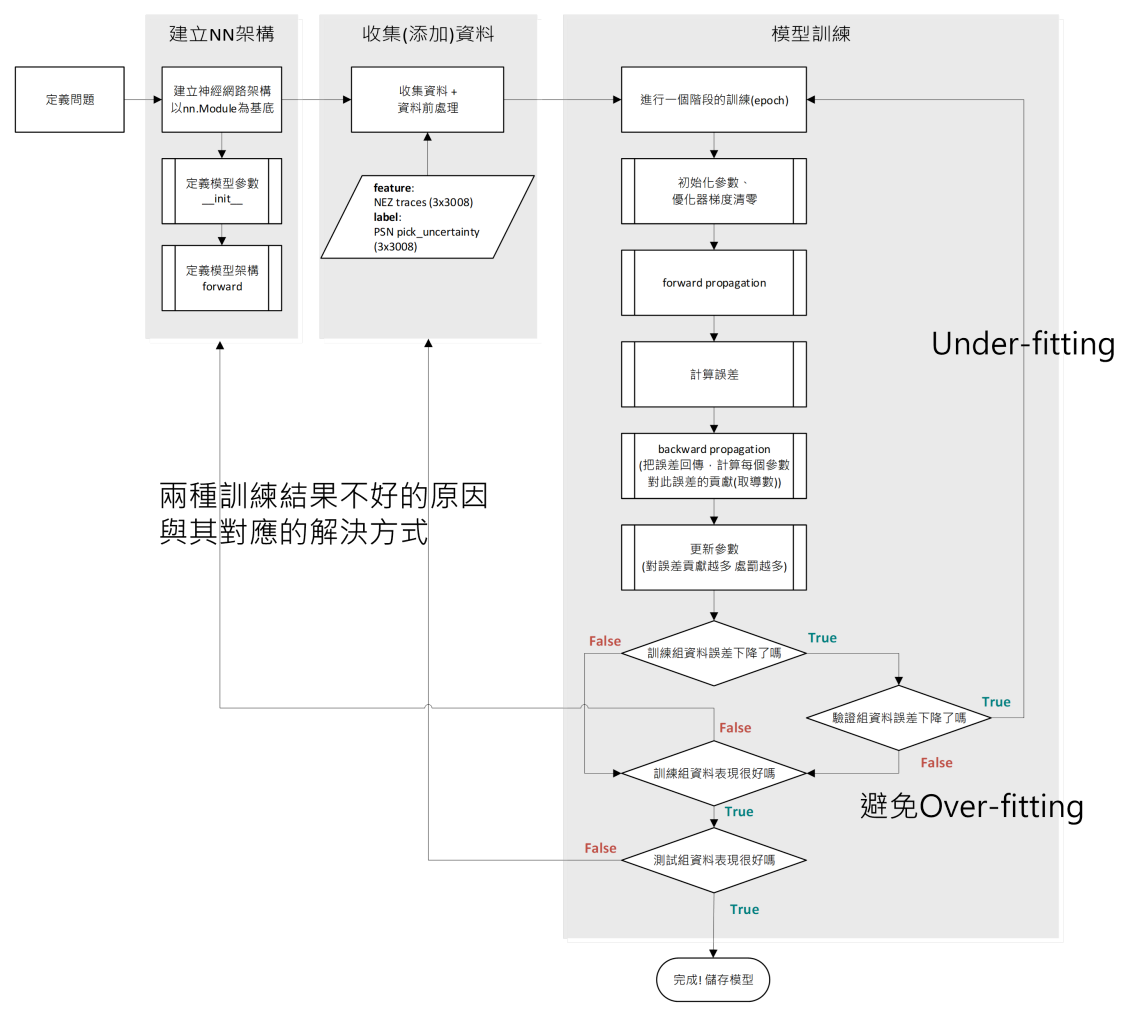 建立NN架構
收集(添加)資料
模型訓練
定義問題
建立神經網路架構
以nn.Module為基底
定義模型參數
__init__
定義模型架構
forward
收集資料 +
資料前處理
feature:
NEZ traces (3x3008)
label:
PSN pick_uncertainty
(3x3008)
進行一個階段的訓練(epoch)
初始化參數、
優化器梯度清零
forward propagation
計算誤差
backward propagation
(把誤差回傳，計算每個參數
對此誤差的貢獻(取導數))
更新參數
(對誤差貢獻越多 處罰越多)
Under-fitting
兩種訓練結果不好的原因
與其對應的解決方式
False
訓練組資料誤差下降了嗎
True
驗證組資料誤差下降了嗎
True
False
False
訓練組資料表現很好嗎
True
避免Over-fitting
False
測試組資料表現很好嗎
True
完成! 儲存模型